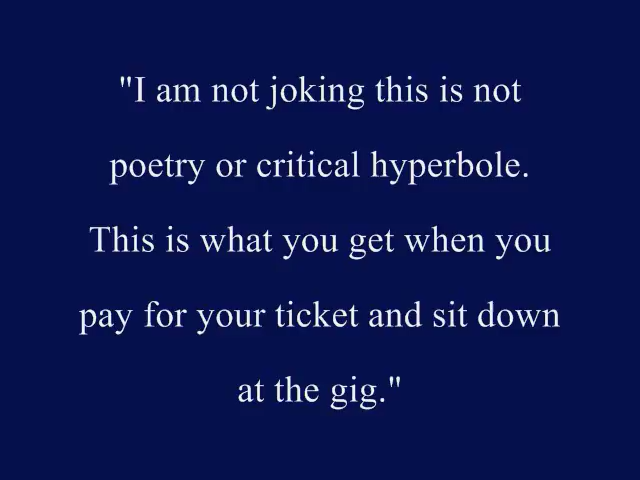 "I am not joking this is not
poetry or critical hyperbole.
This is what you get when you
pay for your ticket and sit down
at the gig."